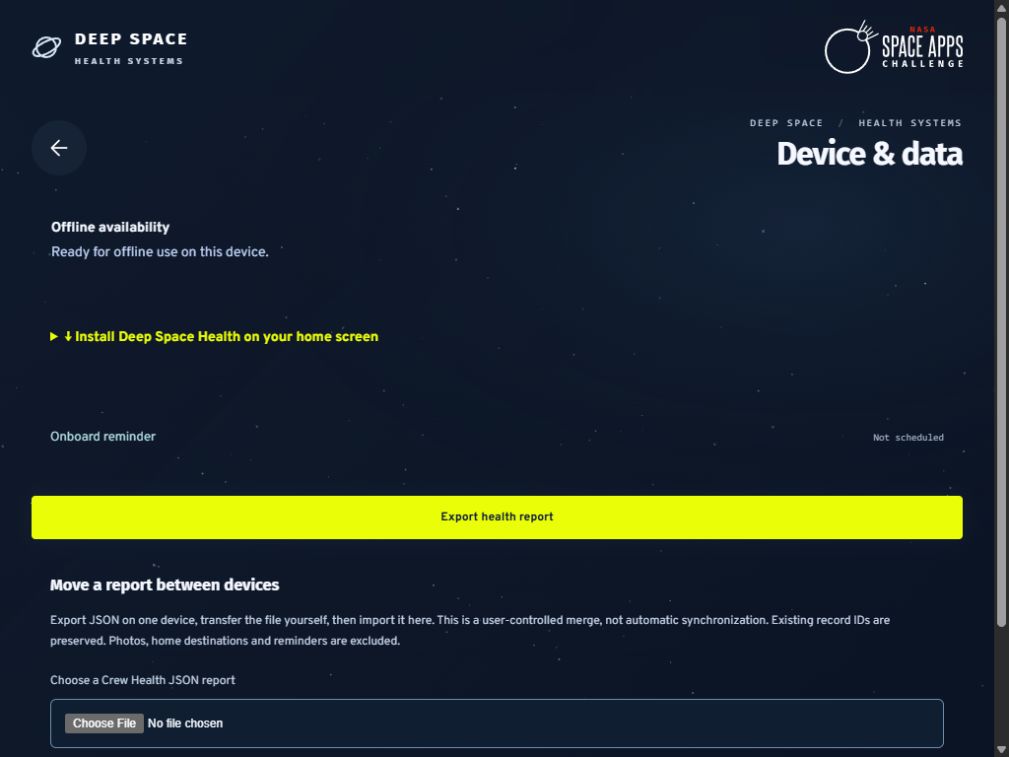 DEEP SPACE
HEALTH SYSTEMS
NASA
SPACE APPS
CHALLENGE
DEEP SPACE / HEALTH SYSTEMS
Device & data
Offline availability
Ready for offline use on this device.
Install Deep Space Health on your home screen
Onboard reminder
Not scheduled
Export health report
Move a report between devices
Export JSON on one device, transfer the file yourself, then import it here. This is a user-controlled merge, not automatic synchronization. Existing record IDs are
preserved. Photos, home destinations and reminders are excluded.
Choose a Crew Health JSON report
Choose File No file chosen